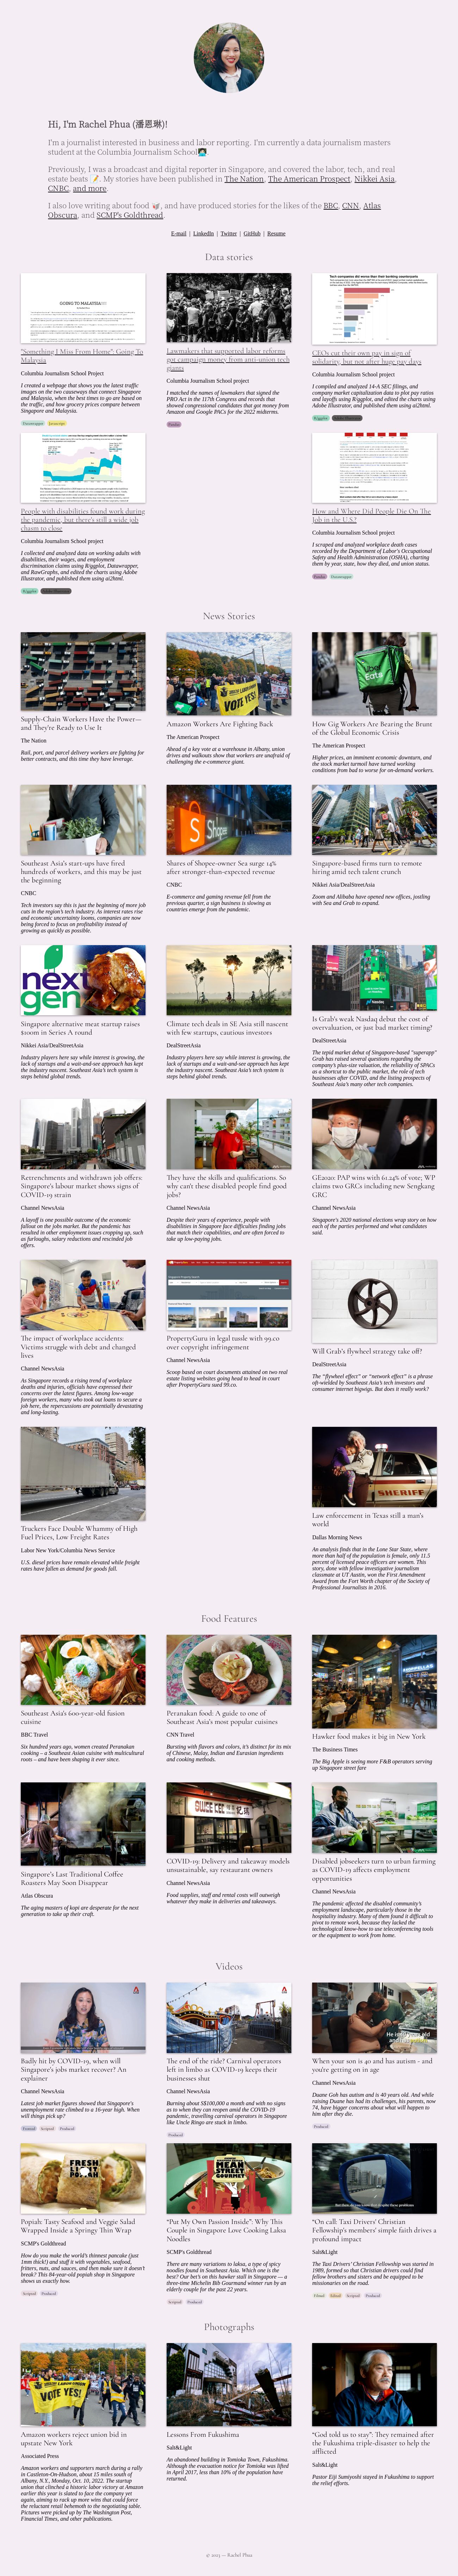 Hi, I'm Rachel Phua (潘恩琳)!
I'm a journalist interested in business and labor reporting. I'm currently a data journalism masters
student at the Columbia Journalism School👩🏻‍💻
Previously, I was a broadcast and digital reporter in Singapore, and covered the labor, tech, and real
estate beats 📝. My stories have been published in The Nation, The American Prospect, Nikkei Asia,
CNBC, and more.
I also love writing about food 🥡, and have produced stories for the likes of the BBC, CNN, Atlas
Obscura, and SCMP's Goldthread.
E-mail | LinkedIn | Twitter | GitHub | Resume
Data stories
GOING TO MALAYSIA
"Something I Miss From Home": Going To
Malaysia
Columbia Journalism School Project
I created a webpage that shows you the latest traffic
images on the two causeways that connect Singapore
and Malaysia, when the best times to go are based on
the traffic, and how grocery prices compare between
Singapore and Malaysia.
Datawrapper Javascript
Lawmakers that supported labor reforms
got campaign money from anti-union tech
giants
Columbia Journalism School project
I matched the names of lawmakers that signed the
PRO Act in the 117th Congress and records that
showed congressional candidates receiving money from
Amazon and Google PACs for the 2022 midterms.
Pandas
Tech companies did worse than their banking counterparts
CEOs cut their own pay in sign of
solidarity, but not after huge pay days
Columbia Journalism School project
I compiled and analyzed 14-A SEC filings, and
company market capitalization data to plot pay ratios
and layoffs using R/ggplot, edited the charts on Adobe
Illustrator, and published them using ai2html.
R/ggplot Adobe Illustrator
People with disabilities found work during
the pandemic, but there's still a wide job
chasm to close
Columbia Journalism School project
I collected and analyzed data on working adults with
disabilities, their wages, and employment
discrimination claims using R/ggplot, Datawrapper,
and RawGraphs, and edited the charts using Adobe
Illustrator, and published them using ai2html.
R/ggplot Adobe Illustrator
How and Where Did People Die On The
Job in the U.S.?
Columbia Journalism School project
I scraped and analyzed workplace death cases
recorded by the Department of Labor's Occupational
Safety and Health Administration (OSHA), charting
them by year, state, how they died, and union status.
Pandas Datawrapper
News Stories
Supply-Chain Workers Have the Power—
and They're Ready to Use It
The Nation
Rail, port, and parcel delivery workers are fighting for
better contracts, and this time they have leverage.
VOTE YES!
Amazon Workers Are Fighting Back
The American Prospect
Ahead of a key vote at a warehouse in Albany, union
drives and walkouts show that workers are unafraid of
challenging the e-commerce giant.
Uber
Eats
How Gig Workers Are Bearing the Brunt
of the Global Economic Crisis
The American Prospect
Higher prices, an imminent economic downturn, and
the stock market turmoil have turned working
conditions from bad to worse for on-demand workers.
Southeast Asia's start-ups have fired
hundreds of workers, and this may be just
the beginning
CNBC
Tech investors say this is just the beginning of more job
cuts in the region's tech industry. As interest rates rise
and economic uncertainty looms, companies are now
being forced to focus on profitability instead of
growing as quickly as possible.
Shares of Shopee-owner Sea surge 14%
after stronger-than-expected revenue
CNBC
E-commerce and gaming revenue fell from the
previous quarter, a sign business is slowing as
countries emerge from the pandemic.
Singapore-based firms turn to remote
hiring amid tech talent crunch
Nikkei Asia/DealStreetAsia
Zoom and Alibaba have opened new offices, jostling
with Sea and Grab to expand.
next
gen
Singapore alternative meat startup raises
$100m in Series A round
Nikkei Asia/DealStreetAsia
Industry players here say while interest is growing, the
lack of startups and a wait-and-see approach has kept
the industry nascent. Southeast Asia's tech system is
steps behind global trends.
Climate tech deals in SE Asia still nascent
with few startups, cautious investors
DealStreetAsia
Industry players here say while interest is growing, the
lack of startups and a wait-and-see approach has kept
the industry nascent. Southeast Asia's tech system is
steps behind global trends.
Is Grab's weak Nasdaq debut the cost of
overvaluation, or just bad market timing?
DealStreetAsia
The tepid market debut of Singapore-based "superapp"
Grab has raised several questions regarding the
company's plus-size valuation, the reliability of SPACs
as a shortcut to the public market, the role of tech
businesses after COVID, and the listing prospects of
Southeast Asia's many other tech companies.
Retrenchments and withdrawn job offers:
Singapore's labour market shows signs of
COVID-19 strain
Channel NewsAsia
A layoff is one possible outcome of the economic
fallout on the job market. But the pandemic has
resulted in other employment issues cropping up, such
as furloughs, salary reductions and rescinded job
offers.
They have the skills and qualifications. So
why can't these disabled people find good
jobs?
Channel NewsAsia
Despite their years of experience, people with
disabilities in Singapore face difficulties finding jobs
that match their capabilities, and are often forced to
take up low-paying jobs.
GE2020: PAP wins with 61.24% of vote; WP
claims two GRCs including new Sengkang
GRC
Channel NewsAsia
Singapore's 2020 national elections wrap story on how
each of the parties performed and what candidates
said.
The impact of workplace accidents:
Victims struggle with debt and changed
lives
Channel NewsAsia
As Singapore records a rising trend of workplace
deaths and injuries, officials have expressed their
concerns over the latest figures. Among low-wage
foreign workers, many who took out loans to secure a
job here, the repercussions are potentially devastating
and long-lasting.
PropertyGuru in legal tussle with 99.co
over copyright infringement
Channel NewsAsia
Scoop based on court documents attained on two real
estate listing websites going head to head in court
after PropertyGuru sued 99.co.
Will Grab's flywheel strategy take off?
DealStreetAsia
The "flywheel effect" or "network effect" is a phrase
oft-wielded by Southeast Asia's tech investors and
consumer internet bigwigs. But does it really work?
Truckers Face Double Whammy of High
Fuel Prices, Low Freight Rates
Labor New York/Columbia News Service
U.S. diesel prices have remain elevated while freight
rates have fallen as demand for goods fall.
SHERIFF
Law enforcement in Texas still a man's
world
Dallas Morning News
An analysis finds that in the Lone Star State, where
more than half of the population is female, only 11.5
percent of licensed peace officers are women. This
story, done with fellow investigative journalism
classmate at UT Austin, won the First Amendment
Award from the Fort Worth chapter of the Society of
Professional Journalists in 2016.
Food Features
Southeast Asia's 600-year-old fusion
cuisine
BBC Travel
Six hundred years ago, women created Peranakan
cooking – a Southeast Asian cuisine with multicultural
roots – and have been shaping it ever since.
Peranakan food: A guide to one of
Southeast Asia's most popular cuisines
CNN Travel
Bursting with flavors and colors, it's distinct for its mix
of Chinese, Malay, Indian and Eurasian ingredients
and cooking methods.
Hawker food makes it big in New York
The Business Times
The Big Apple is seeing more F&B operators serving
up Singapore street fare
Singapore's Last Traditional Coffee
Roasters May Soon Disappear
Atlas Obscura
The aging masters of kopi are desperate for the next
generation to take up their craft.
COVID-19: Delivery and takeaway models
unsustainable, say restaurant owners
Channel NewsAsia
Food supplies, staff and rental costs will outweigh
whatever they make in deliveries and takeaways.
Disabled jobseekers turn to urban farming
as COVID-19 affects employment
opportunities
Channel NewsAsia
The pandemic affected the disabled community's
employment landscape, particularly those in the
hospitality industry. Many of them found it difficult to
pivot to remote work, because they lacked the
technological know-how to use teleconferencing tools
or the equipment to work from home.
Videos
Badly hit by COVID-19, when will
Singapore's jobs market recover? An
explainer
Channel NewsAsia
Latest job market figures showed that Singapore's
unemployment rate climbed to a 16-year high. When
will things pick up?
Fronted Scripted Produced
The end of the ride? Carnival operators
left in limbo as COVID-19 keeps their
businesses shut
Channel NewsAsia
Burning about S$100,000 a month and with no signs
as to when they can reopen amid the COVID-19
pandemic, travelling carnival operators in Singapore
like Uncle Ringo are stuck in limbo.
Produced
When your son is 40 and has autism - and
you're getting on in age
Channel NewsAsia
Duane Goh has autism and is 40 years old. And while
raising Duane has had its challenges, his parents, now
74, have bigger concerns about what will happen to
him after they die.
Produced
FRESH
POPIAH
Popiah: Tasty Seafood and Veggie Salad
Wrapped Inside a Springy Thin Wrap
SCMP's Goldthread
How do you make the world's thinnest pancake (just
1mm thick!) and stuff it with vegetables, seafood,
fritters, nuts, and sauces, and then make sure it doesn't
break? This 84-year-old popiah shop in Singapore
shows us exactly how.
Scripted Produced
MEAN
STREET
GOURMET
"Put My Own Passion Inside": Why This
Couple in Singapore Love Cooking Laksa
Noodles
SCMP's Goldthread
There are many variations to laksa, a type of spicy
noodles found in Southeast Asia. Which one is the
best? Our bet's on this hawker stall in Singapore — a
three-time Michelin Bib Gourmand winner run by an
elderly couple for the past 22 years.
Scripted Produced
"On call: Taxi Drivers' Christian
Fellowship's members' simple faith drives a
profound impact
Salt&Light
The Taxi Drivers' Christian Fellowship was started in
1989, formed so that Christian drivers could find
fellow brothers and sisters and be equipped to be
missionaries on the road.
Filmed Edited Scripted Produced
Photographs
VOTE YES!
Amazon workers reject union bid in
upstate New York
Associated Press
Amazon workers and supporters march during a rally
in Castleton-On-Hudson, about 15 miles south of
Albany, N.Y., Monday, Oct. 10, 2022. The startup
union that clinched a historic labor victory at Amazon
earlier this year is slated to face the company yet
again, aiming to rack up more wins that could force
the reluctant retail behemoth to the negotiating table.
Pictures were picked up by The Washington Post,
Financial Times, and other publications.
Lessons From Fukushima
Salt&Light
An abandoned building in Tomioka Town, Fukushima.
Although the evacuation notice for Tomioka was lifted
in April 2017, less than 10% of the population have
returned.
"God told us to stay": They remained after
the Fukushima triple-disaster to help the
afflicted
Salt&Light
Pastor Eiji Sumiyoshi stayed in Fukushima to support
the relief efforts.
© 2023 — Rachel Phua